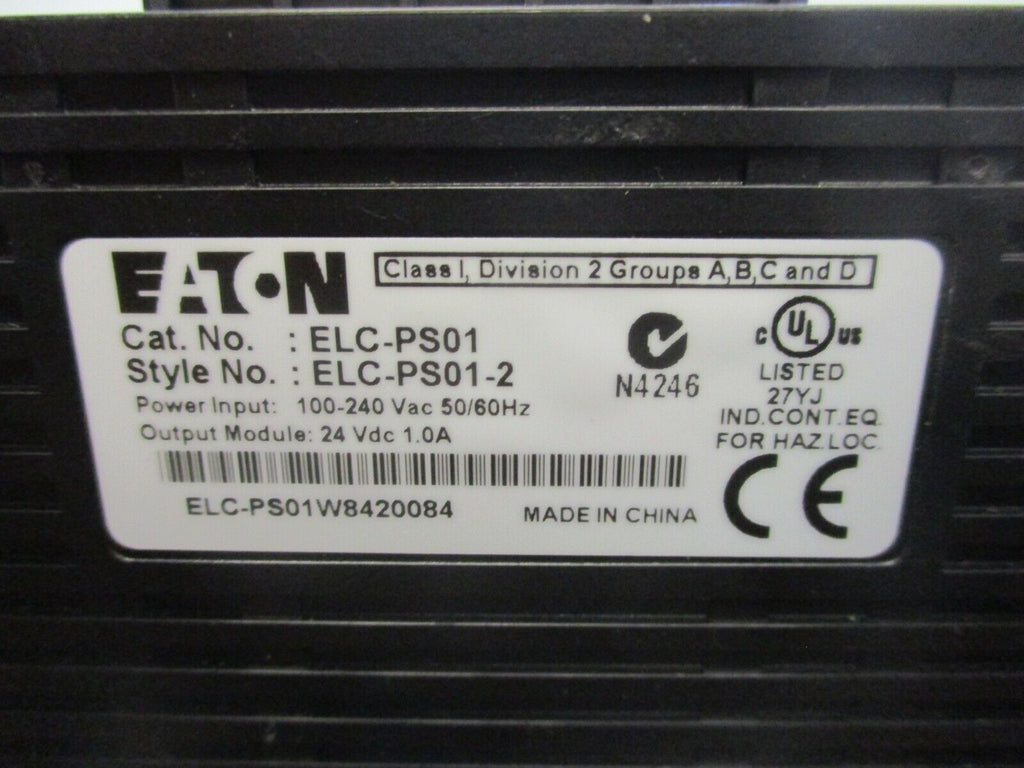 EATON
Class I, Division 2 Groups A,B,C and D
Cat. No. : ELC-PS01
Style No. : ELC-PS01-2
Power Input: 100-240 Vac 50/60Hz
Output Module: 24 Vdc 1.0A
ELC-PS01W8420084
MADE IN CHINA
N4246
C UL US
LISTED
27YJ
IND.CONT.EQ.
FOR HAZ.LOC.
CE